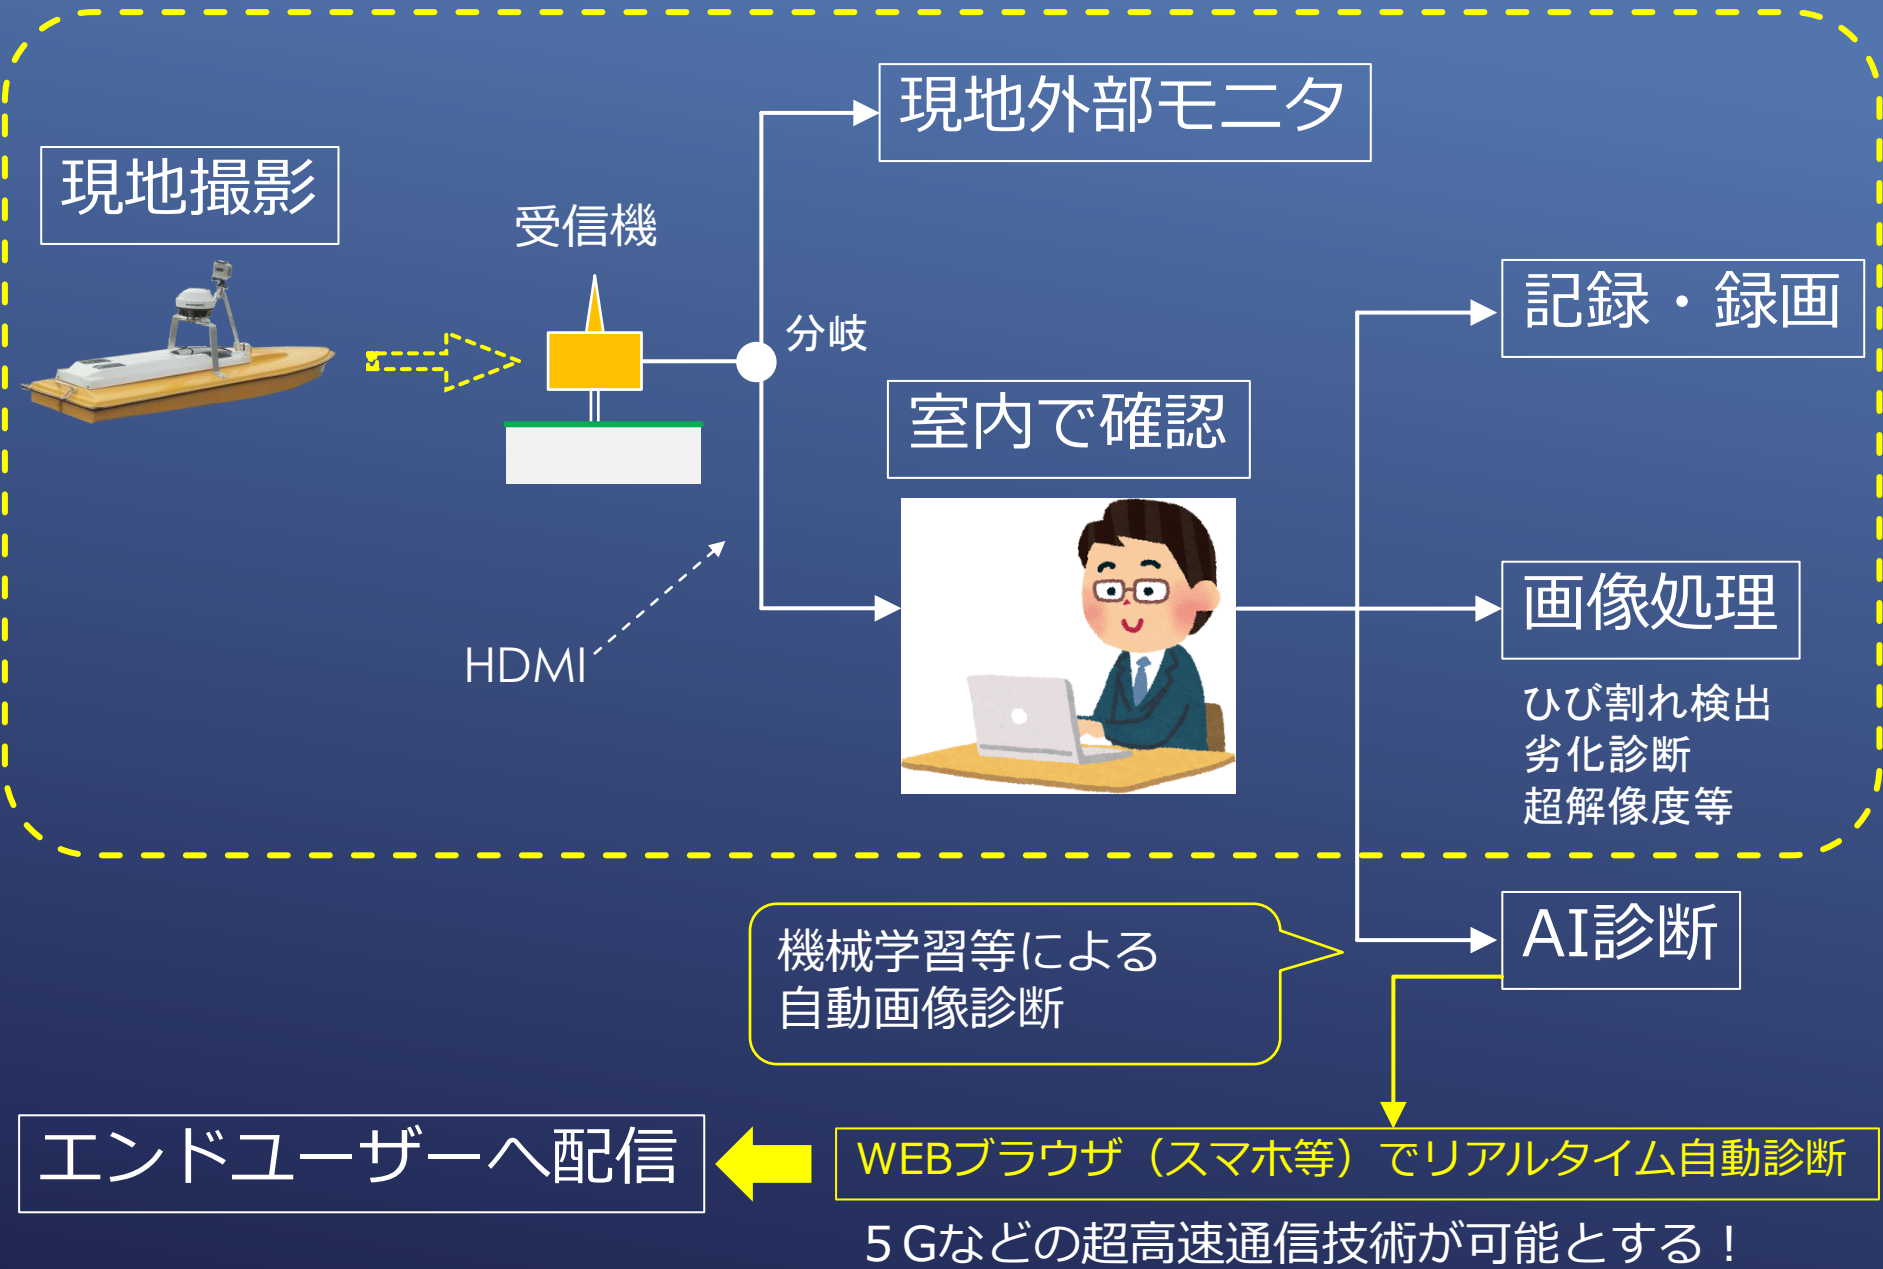 現地外部モニタ
現地撮影
受信機
分岐
記録・録画
室内で確認
HDMI
画像処理
ひび割れ検出
劣化診断
超解像度等
AI診断
機械学習等による
自動画像診断
エンドユーザーへ配信
WEBブラウザ（スマホ等）でリアルタイム自動診断
５Gなどの超高速通信技術が可能とする！